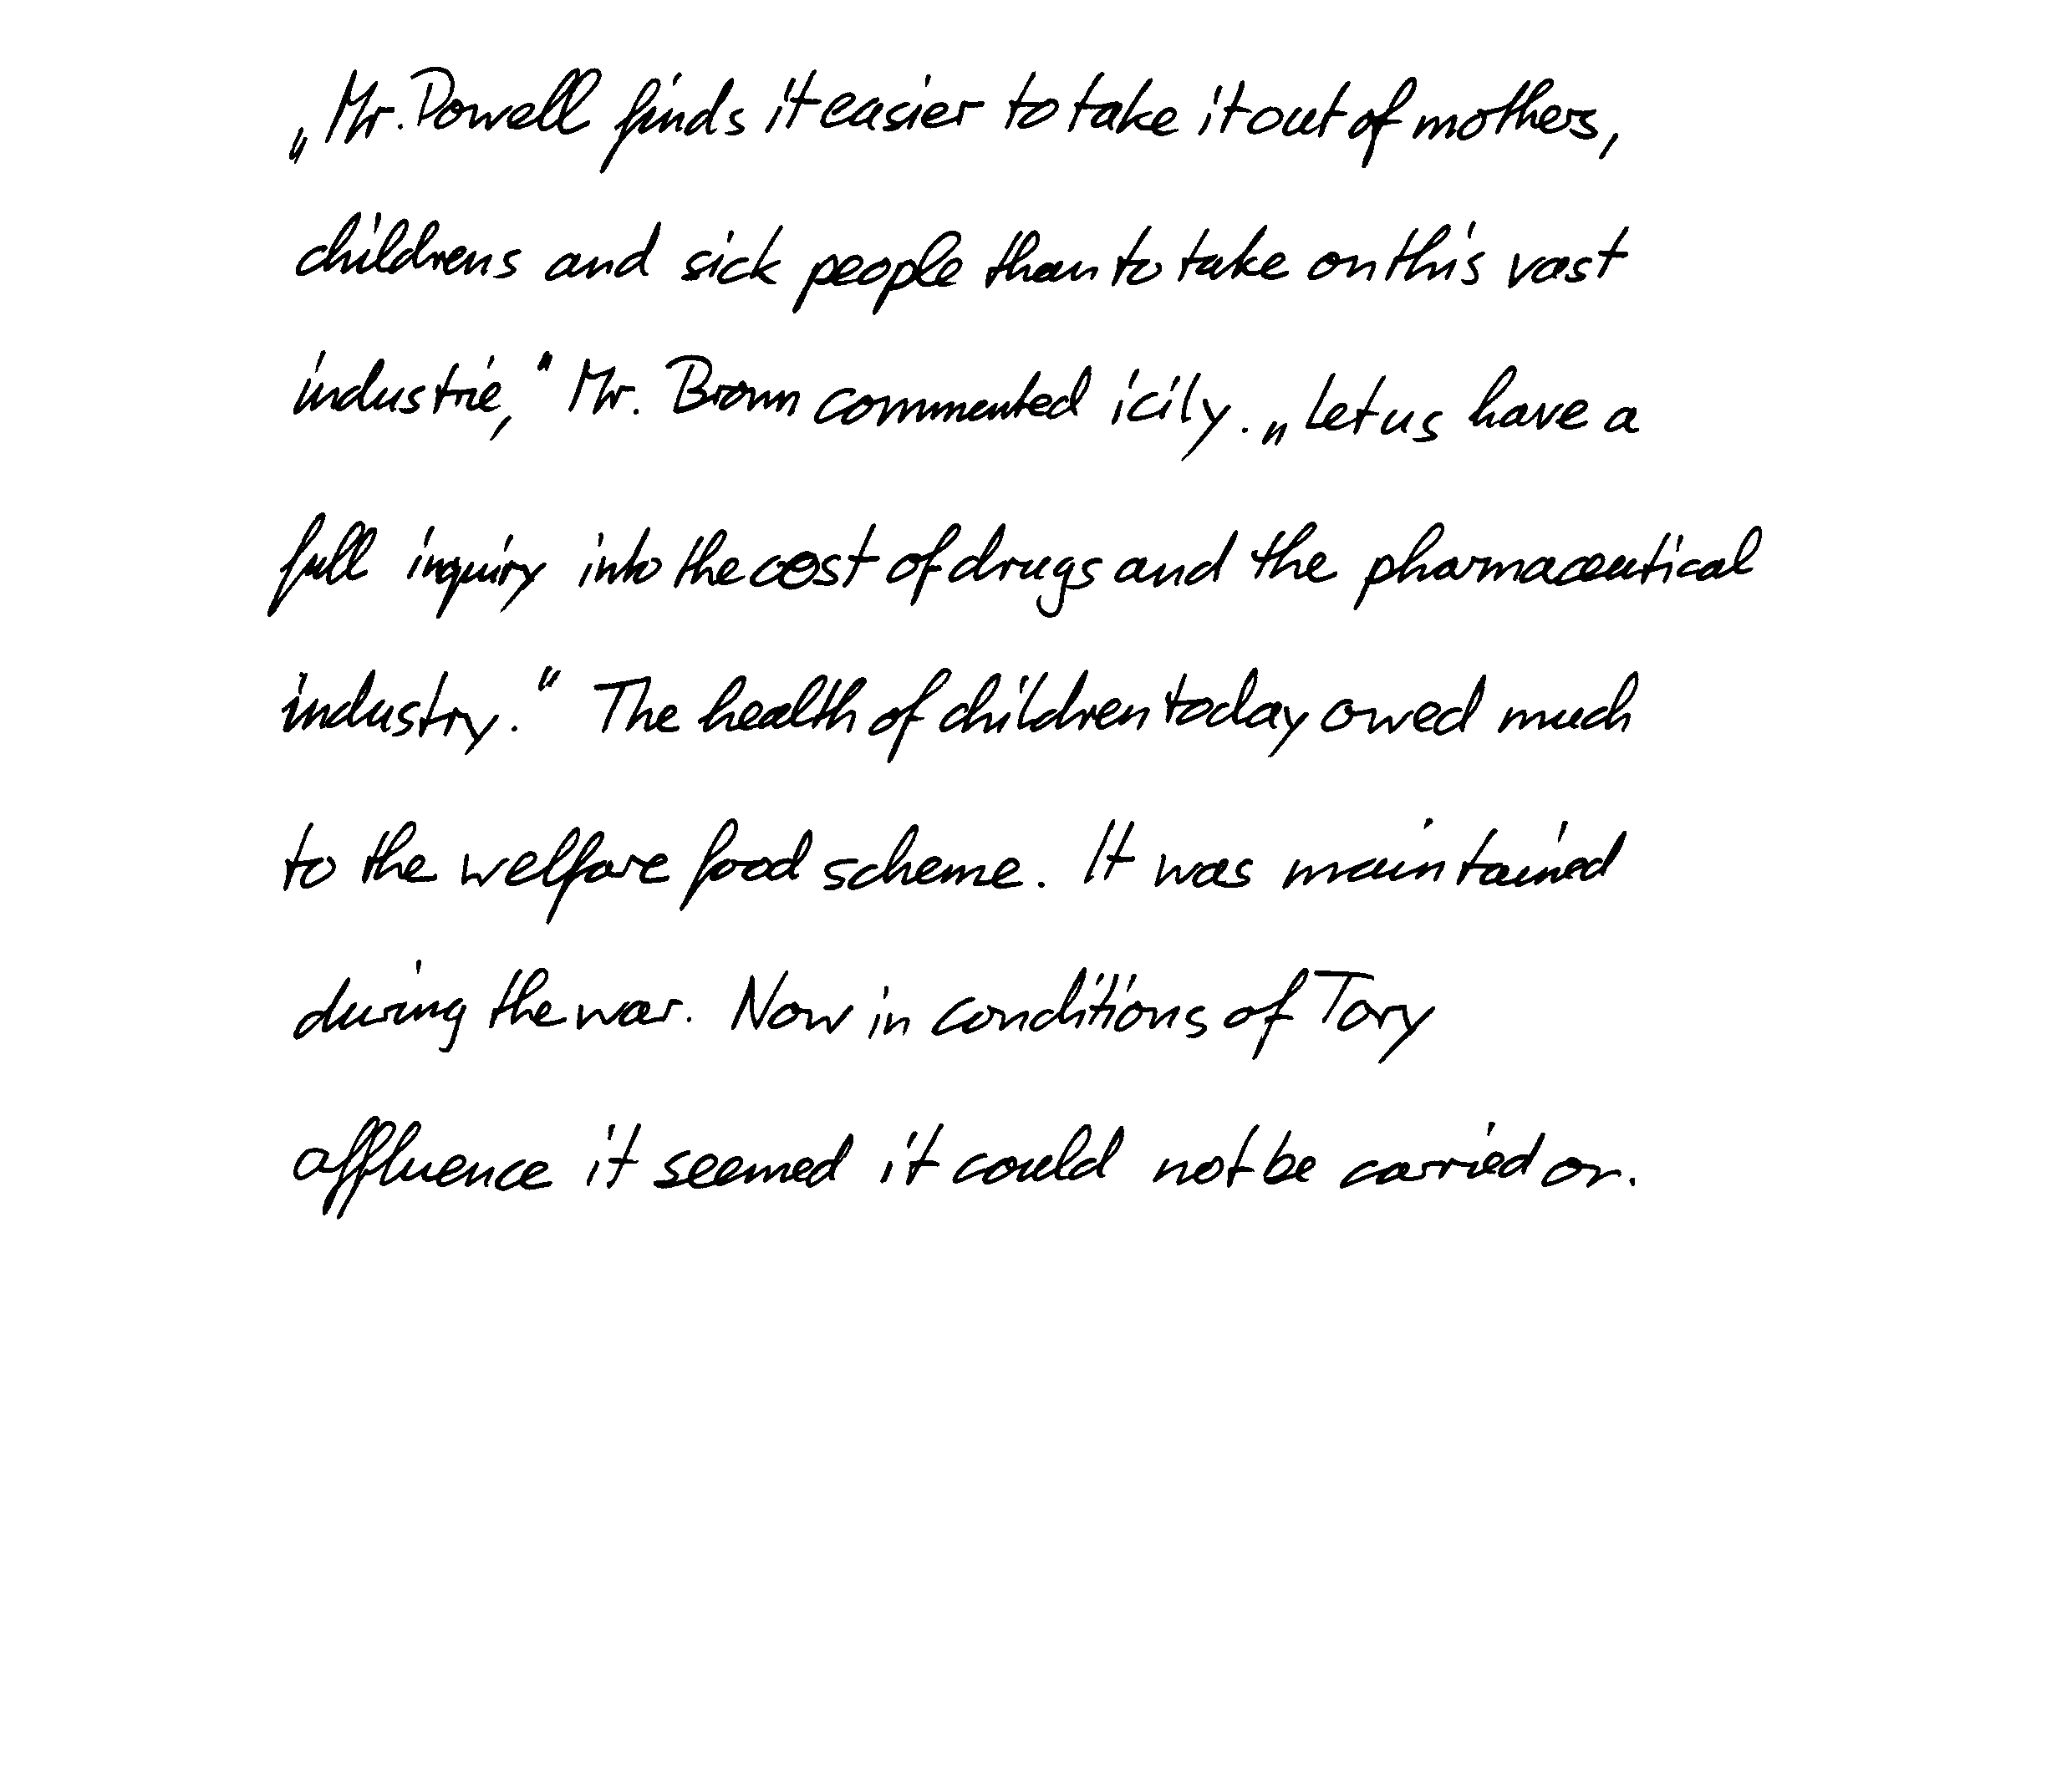 „Mr. Powell finds it easier to take it out of mothers,
childrens and sick people than to take on this vast
industrie,“ Mr. Brown commented icily. „Let us have a
full inquiry into the cost of drugs and the pharmaceutical
industry.“ The health of children today owed much
to the welfare food scheme. It was maintained
during the war. Now in conditions of Tory
affluence it seemed it could not be carried on.